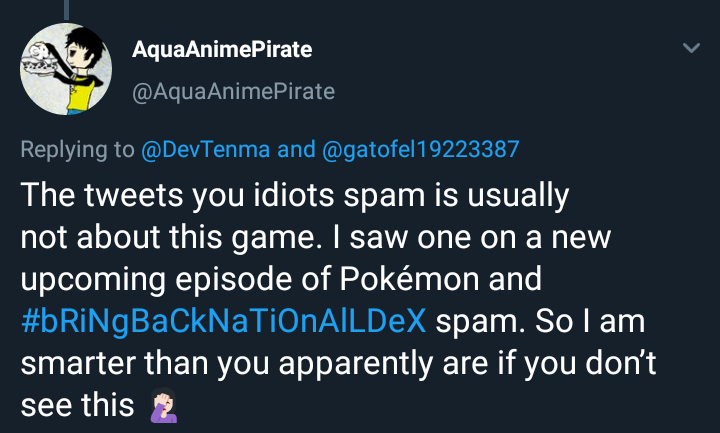 AquaAnimePirate
@AquaAnimePirate
Replying to @DevTenma and @gatofel19223387
The tweets you idiots spam is usually
not about this game. I saw one on a new
upcoming episode of Pokémon and
#bRiNgBaCkNaTiOnAlLDeX spam. So I am
smarter than you apparently are if you don’t
see this 🤦🏻‍♀️